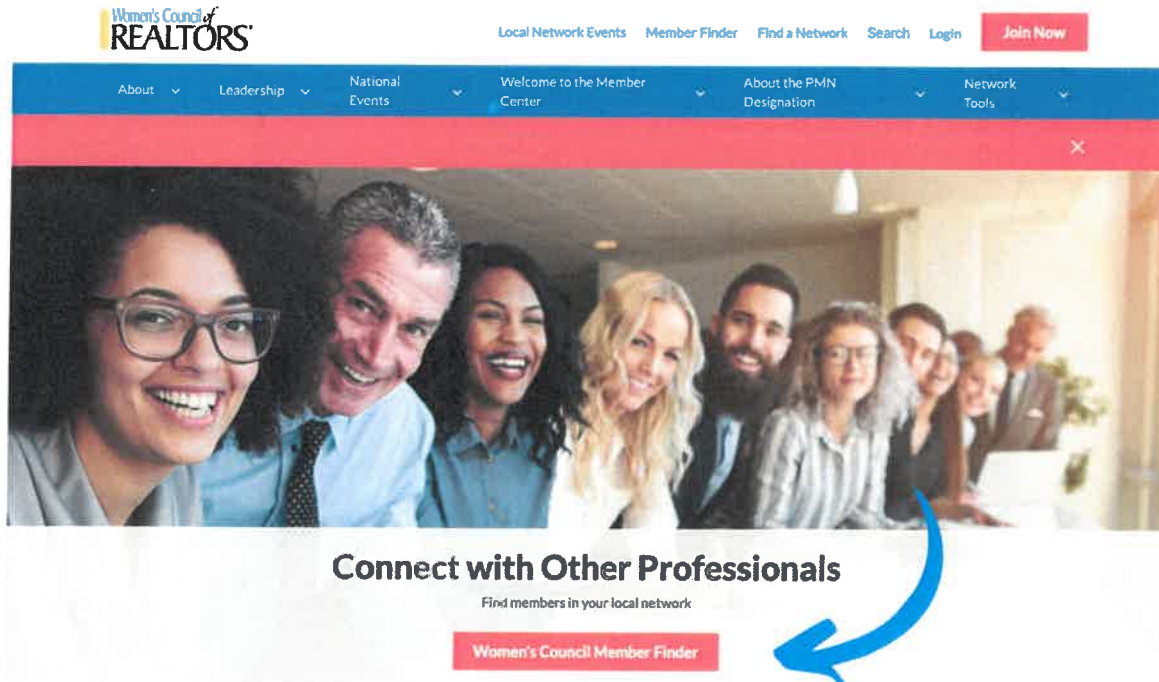 Women's Council of
REALTORS®
Local Network Events Member Finder Find a Network Search Login Join Now
About Leadership National Events Welcome to the Member Center About the PMN Designation Network Tools
Connect with Other Professionals
Find members in your local network
Women's Council Member Finder